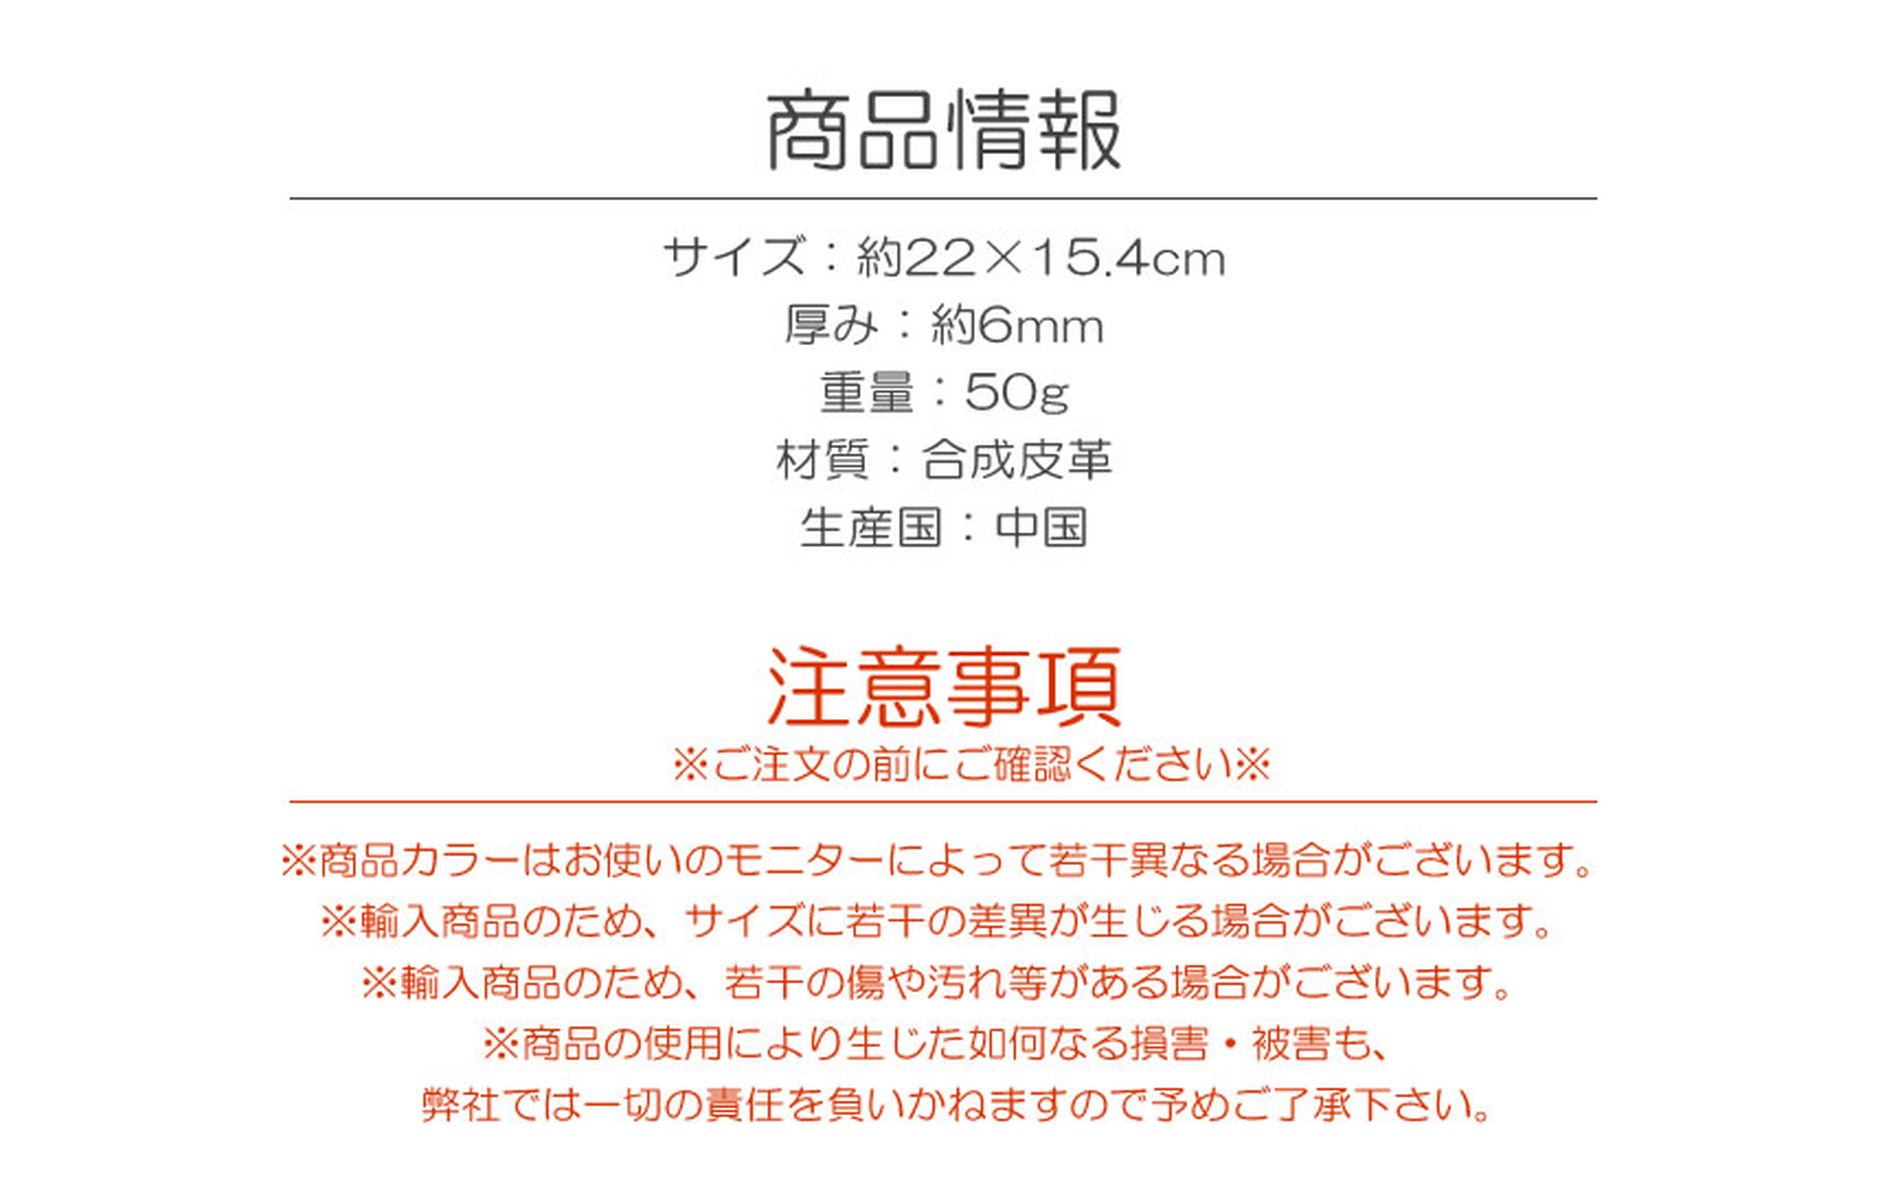 商品情報
サイズ：約22×15.4cm
厚み：約6mm
重量：50g
材質：合成皮革
生産国：中国
注意事項
※ご注文の前にご確認ください※
※商品カラーはお使いのモニターによって若干異なる場合がございます。
※輸入商品のため、サイズに若干の差異が生じる場合がございます。
※輸入商品のため、若干の傷や汚れ等がある場合がございます。
※商品の使用により生じた如何なる損害・被害も、
弊社では一切の責任を負いかねますので予めご了承下さい。